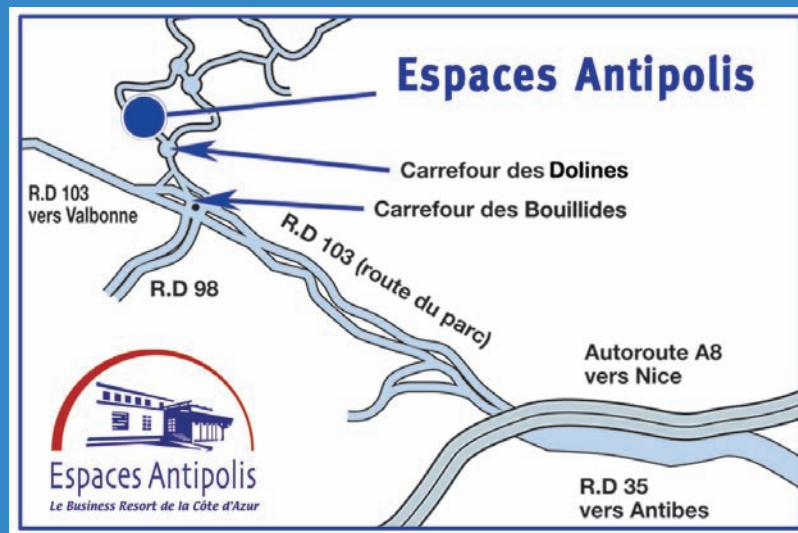 Espaces Antipolis
Carrefour des Dolines
R.D 103
vers Valbonne
Carrefour des Bouillides
R.D 103 (route du parc)
R.D 98
Autoroute A8
vers Nice
Espaces Antipolis
Le Business Resort de la Côte d'Azur
R.D 35
vers Antibes